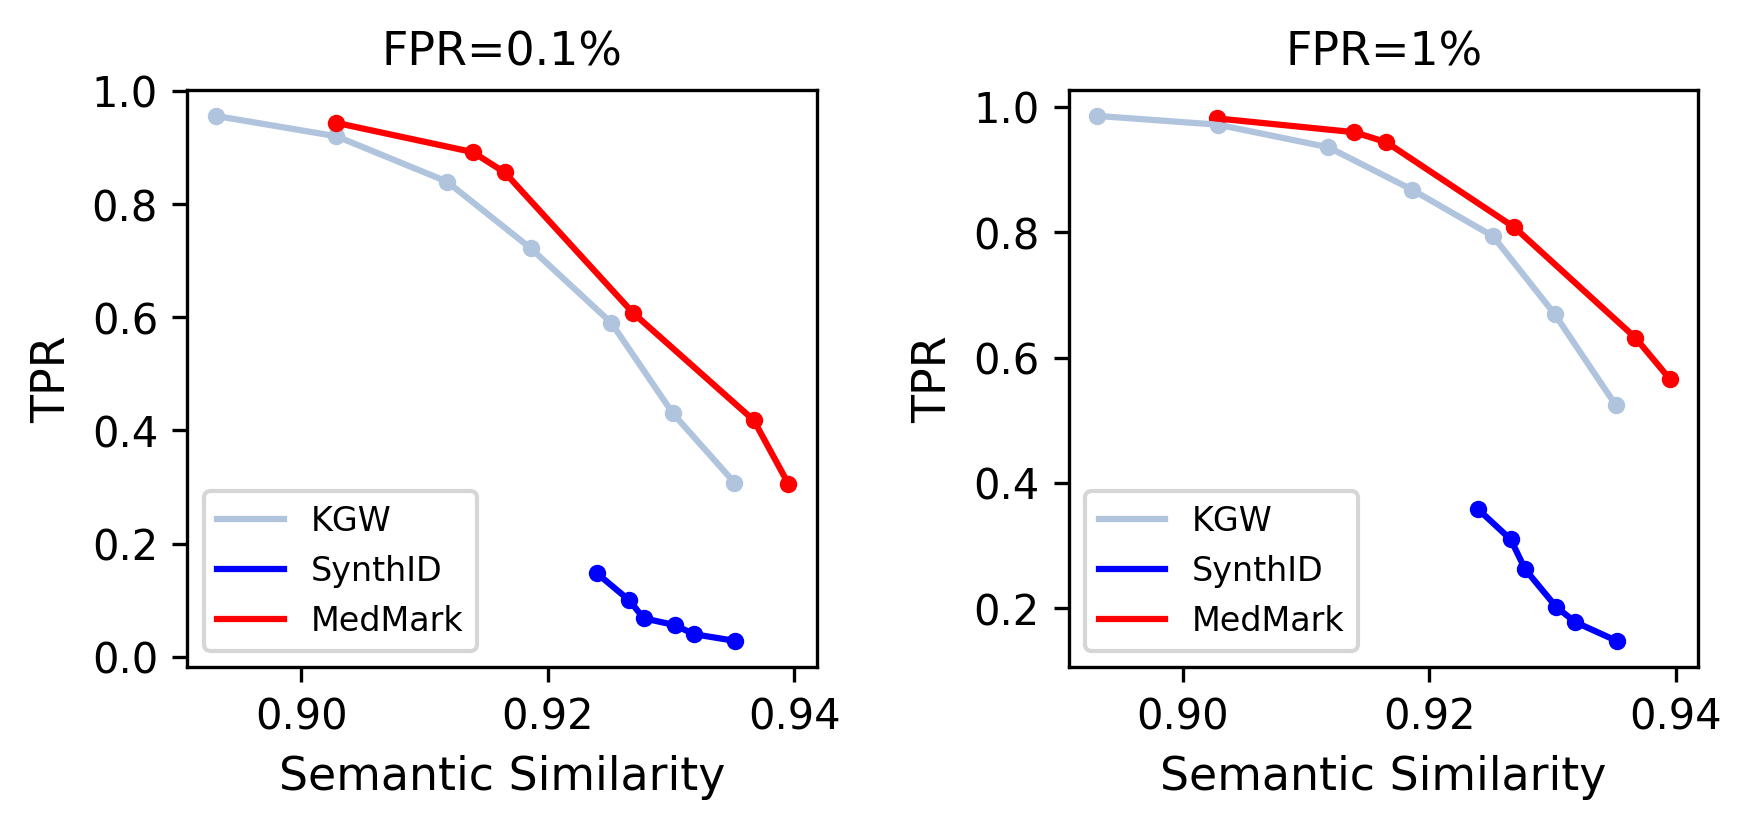 FPR=0.1%
1.0
0.8
0.6
0.4
0.2
0.0
TPR
KGW
SynthID
MedMark
0.90 0.92 0.94
Semantic Similarity
FPR=1%
1.0
0.8
0.6
0.4
0.2
TPR
KGW
SynthID
MedMark
0.90 0.92 0.94
Semantic Similarity